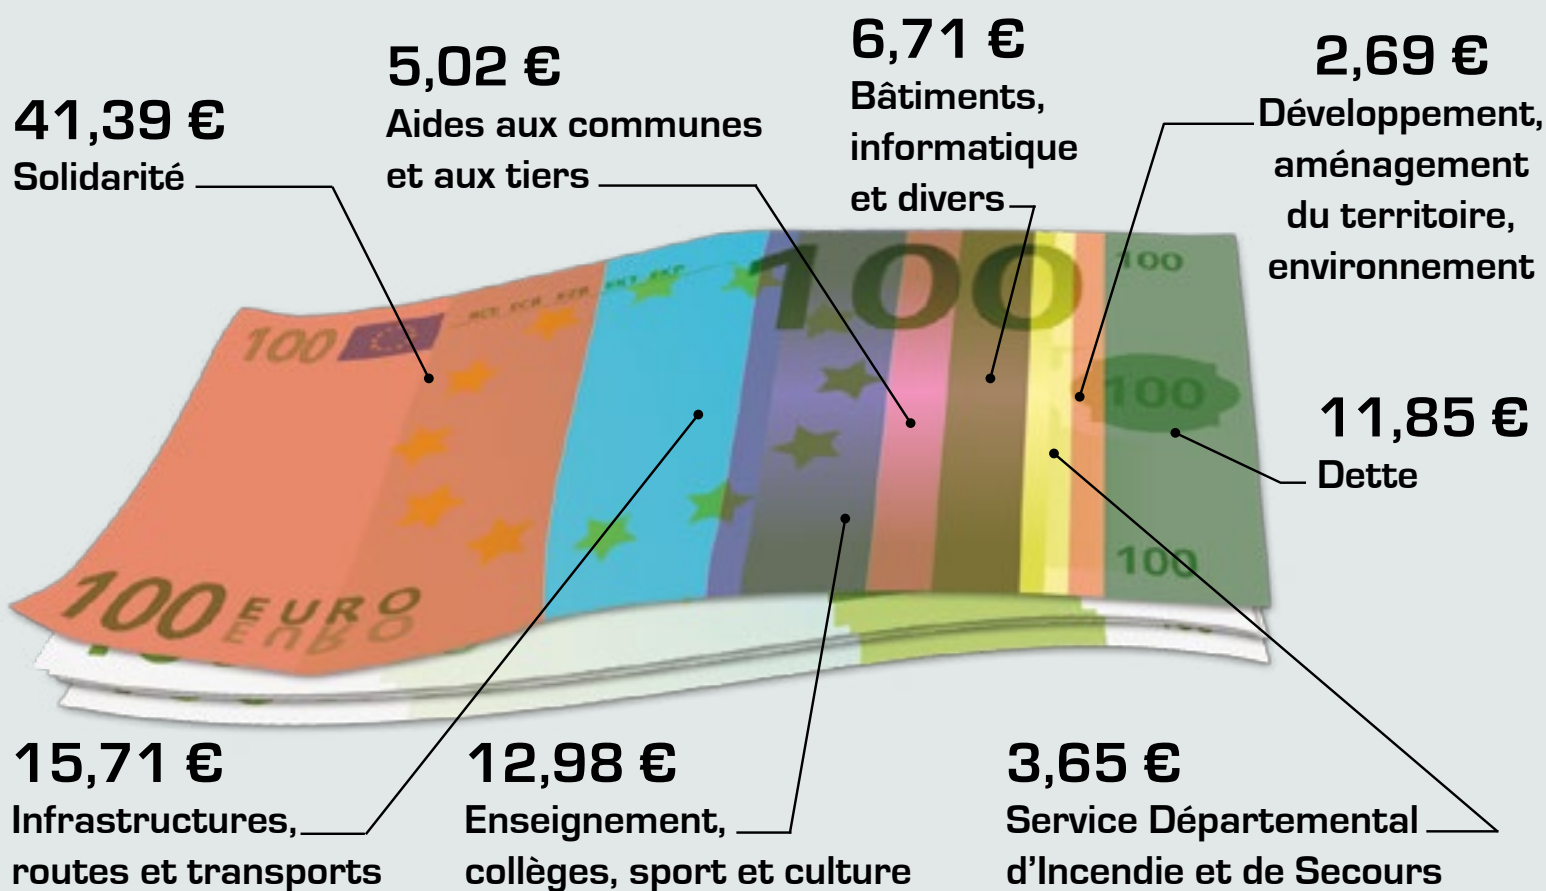 41,39 €
Solidarité
5,02 €
Aides aux communes
et aux tiers
6,71 €
Bâtiments,
informatique
et divers
2,69 €
Développement,
aménagement
du territoire,
environnement
100
100
100
100
11,85 €
Dette
100
100 EURO
EURO
15,71 €
Infrastructures,
routes et transports
12,98 €
Enseignement,
collèges, sport et culture
3,65 €
Service Départemental
d'Incendie et de Secours